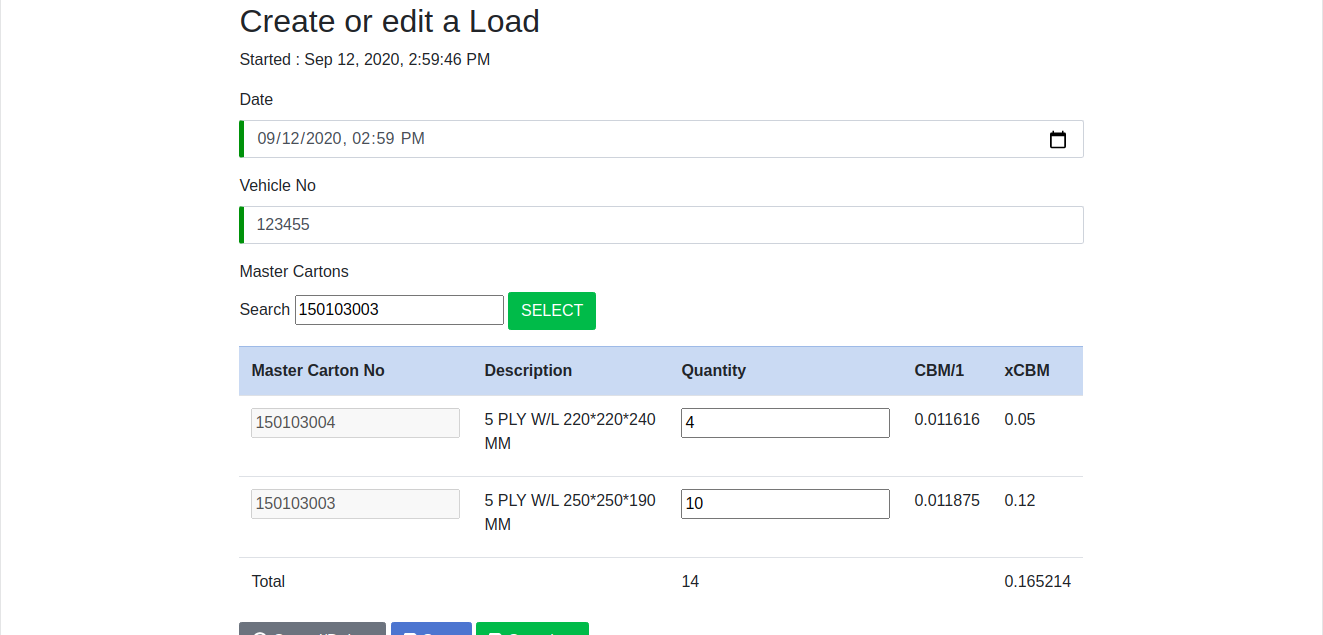 Create or edit a Load
Started : Sep 12, 2020, 2:59:46 PM
Date
09/12/2020, 02:59 PM
Vehicle No
123455
Master Cartons
Search 150103003 SELECT
Master Carton No Description Quantity CBM/1 xCBM
150103004 5 PLY W/L 220*220*240 4 0.011616 0.05
MM
150103003 5 PLY W/L 250*250*190 10 0.011875 0.12
MM
Total 14 0.165214